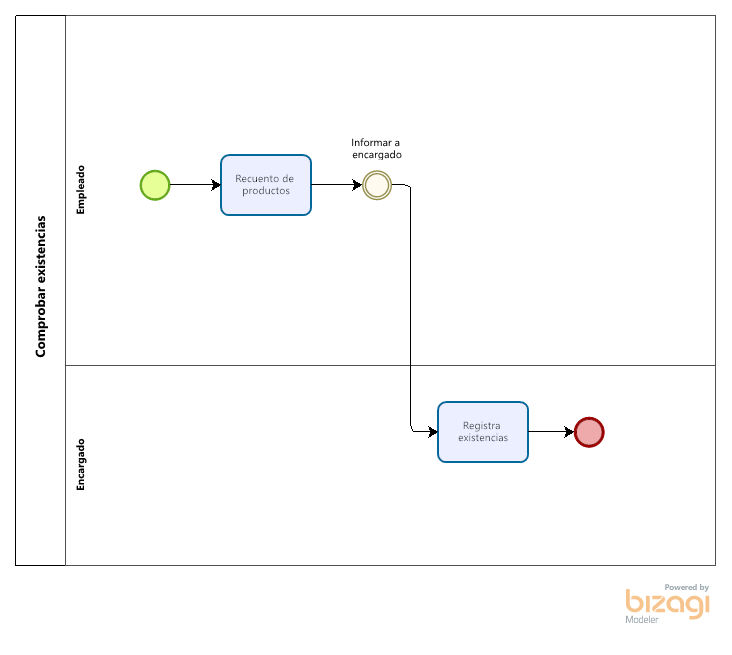 Comprobar existencias
Empleado
Informar a
encargado
Recuento de
productos
Encargado
Registra
existencias
Powered by
bizagi
Modeler